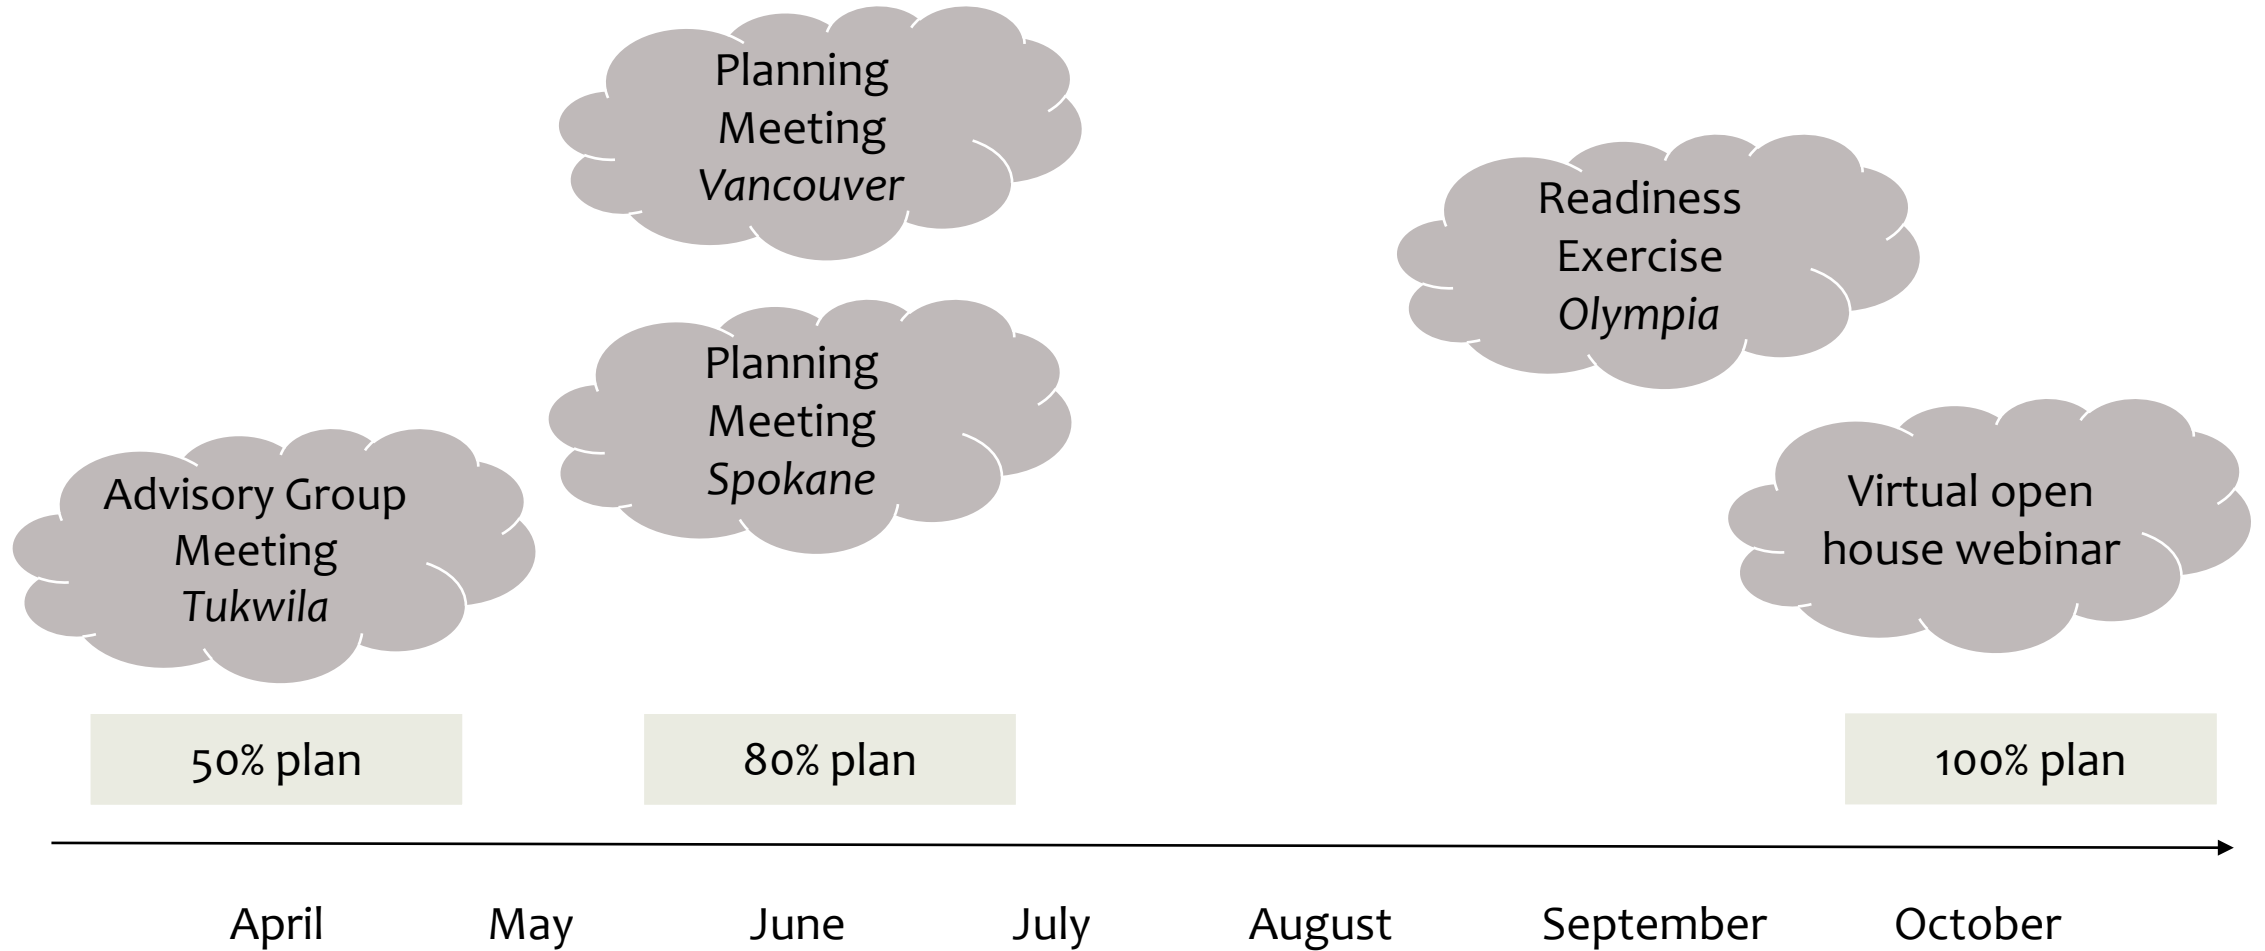 Planning
Meeting
Vancouver
Planning
Meeting
Spokane
Advisory Group
Meeting
Tukwila
Readiness
Exercise
Olympia
Virtual open
house webinar
50% plan
80% plan
100% plan
April May June July August September October